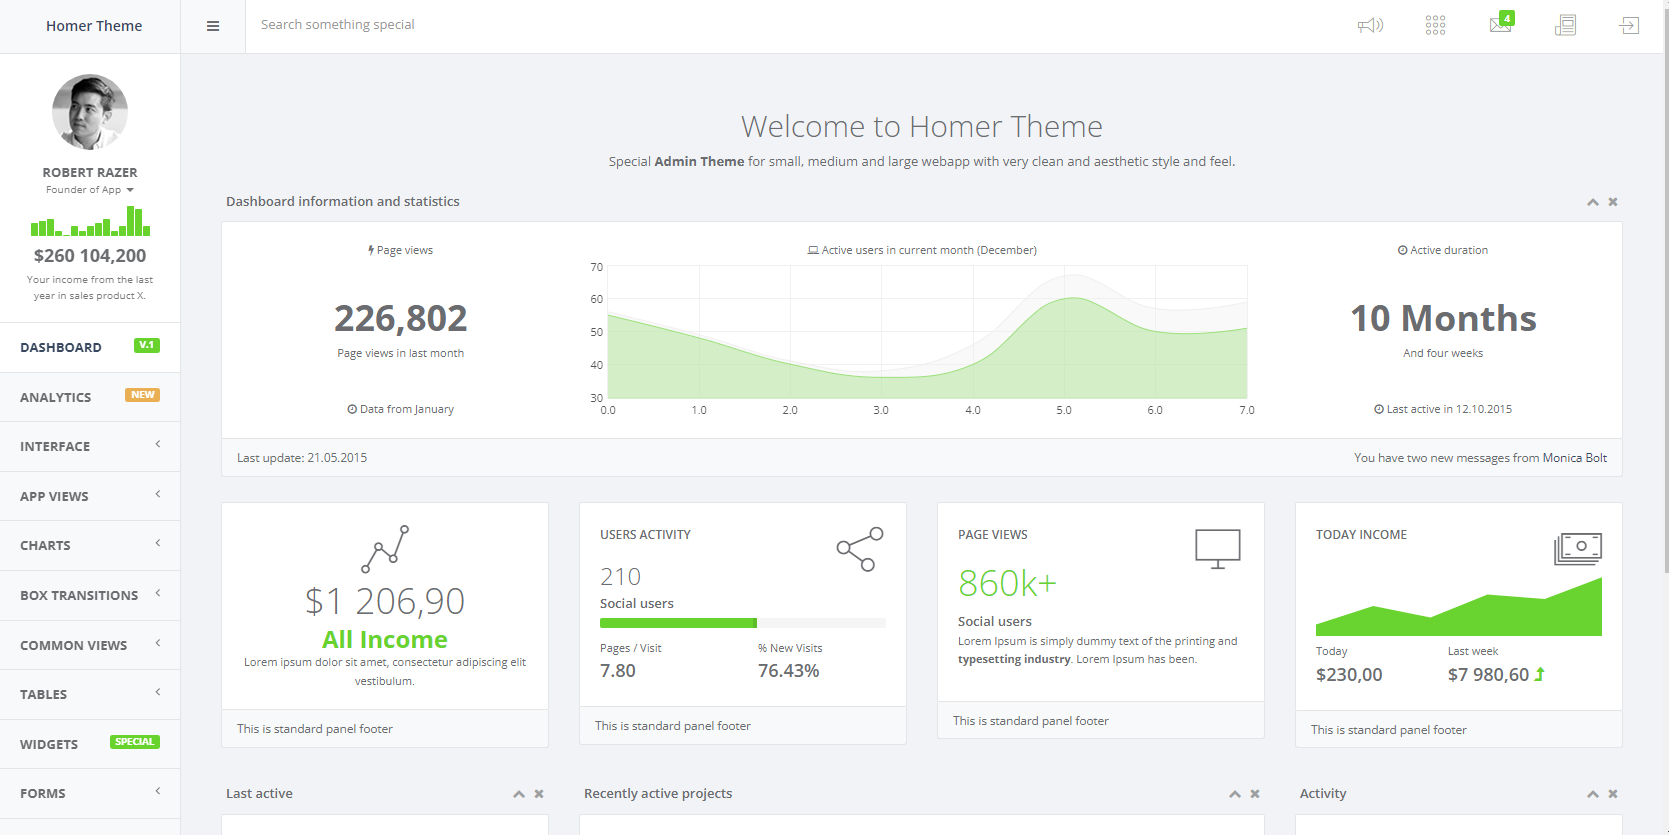 Homer Theme
Search something special
4
ROBERT RAZER
Founder of App
$260 104,200
Your income from the last
year in sales product X.
DASHBOARD V.1
ANALYTICS NEW
INTERFACE
APP VIEWS
CHARTS
BOX TRANSITIONS
COMMON VIEWS
TABLES
WIDGETS SPECIAL
FORMS
Welcome to Homer Theme
Special Admin Theme for small, medium and large webapp with very clean and aesthetic style and feel.
Dashboard information and statistics
Page views
226,802
Page views in last month
Data from January
Active users in current month (December)
70
60
50
40
30
0.0 1.0 2.0 3.0 4.0 5.0 6.0 7.0
Active duration
10 Months
And four weeks
Last active in 12.10.2015
Last update: 21.05.2015
You have two new messages from Monica Bolt
$1 206,90
All Income
Lorem ipsum dolor sit amet, consectetur adipiscing elit
vestibulum.
This is standard panel footer
USERS ACTIVITY
210
Social users
Pages / Visit % New Visits
7.80 76.43%
This is standard panel footer
PAGE VIEWS
860k+
Social users
Lorem Ipsum is simply dummy text of the printing and
typesetting industry. Lorem Ipsum has been.
This is standard panel footer
TODAY INCOME
Today Last week
$230,00 $7 980,60
This is standard panel footer
Last active
Recently active projects
Activity